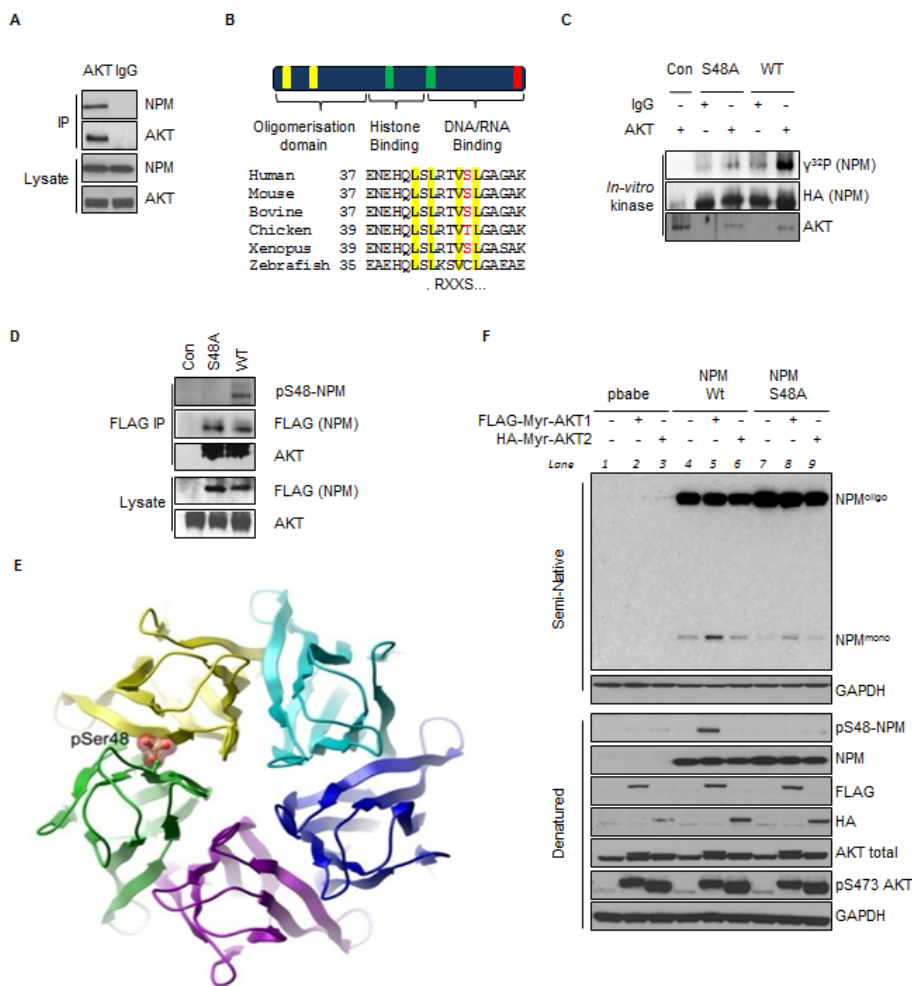 A
AKT IgG
IP
NPM
AKT
Lysate
NPM
AKT
B
Oligomerisation domain
Histone Binding
DNA/RNA Binding
Human 37 ENEHQLSLRTVSLGAGAK
Mouse 37 ENEHQLSLRTVSLGAGAK
Bovine 37 ENEHQLSLRTVSLGAGAK
Chicken 39 ENEHQLSLRTVTLGAGAK
Xenopus 39 ENEHQLSLRTVSLGASAK
Zebrafish 35 EAEHQLSLKSVCLGAEAE
. RXXS...
C
Con S48A WT
IgG - + - + -
AKT + - + - +
In-vitro kinase
γ³²P (NPM)
HA (NPM)
AKT
D
Con S48A WT
FLAG IP
pS48-NPM
FLAG (NPM)
AKT
Lysate
FLAG (NPM)
AKT
E
pSer48
F
pbabe NPM Wt NPM S48A
FLAG-Myr-AKT1 - + - - + - - + -
HA-Myr-AKT2 - - + - - + - - +
Lane 1 2 3 4 5 6 7 8 9
Semi-Native
NPMᵒˡⁱᵍᵒ
NPMᵐᵒⁿᵒ
GAPDH
Denatured
pS48-NPM
NPM
FLAG
HA
AKT total
pS473 AKT
GAPDH